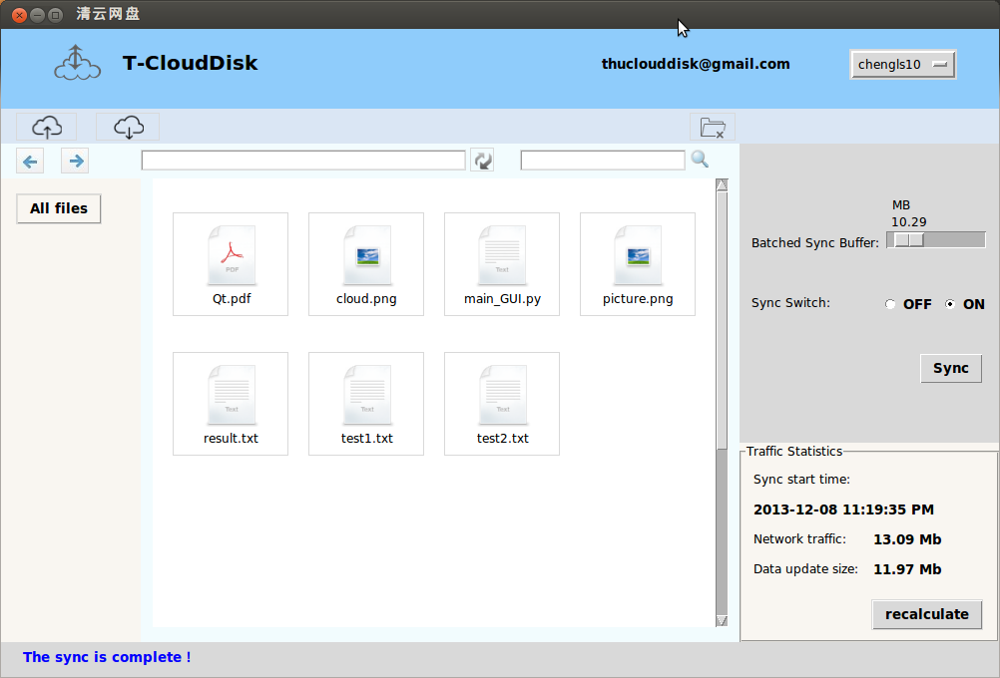 清云网盘
T-CloudDisk
thuclouddisk@gmail.com
chengls10
All files
PDF
Qt.pdf
cloud.png
Text
main_GUI.py
picture.png
Text
result.txt
Text
test1.txt
Text
test2.txt
MB
10.29
Batched Sync Buffer:
Sync Switch:
OFF
ON
Sync
Traffic Statistics
Sync start time:
2013-12-08 11:19:35 PM
Network traffic: 13.09 Mb
Data update size: 11.97 Mb
recalculate
The sync is complete !